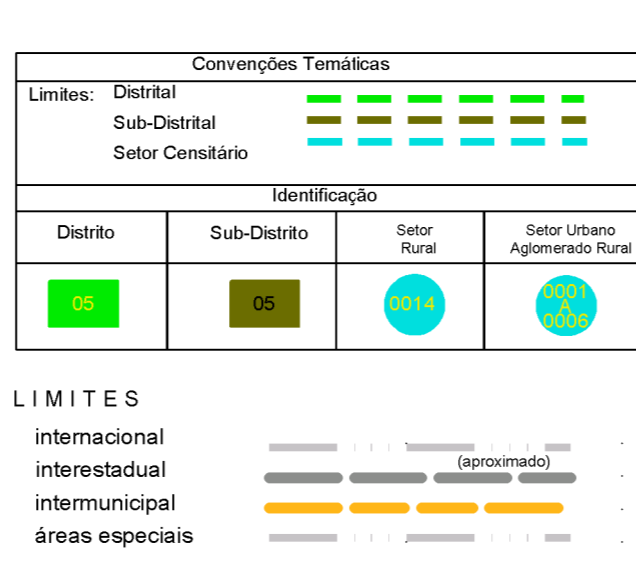 Convenções Temáticas
Limites: Distrital
Sub-Distrital
Setor Censitário
Identificação
Distrito
Sub-Distrito
Setor
Rural
Setor Urbano
Aglomerado Rural
05
05
0014
0001
A
0006
LIMITES
internacional
interestadual
(aproximado)
intermunicipal
áreas especiais